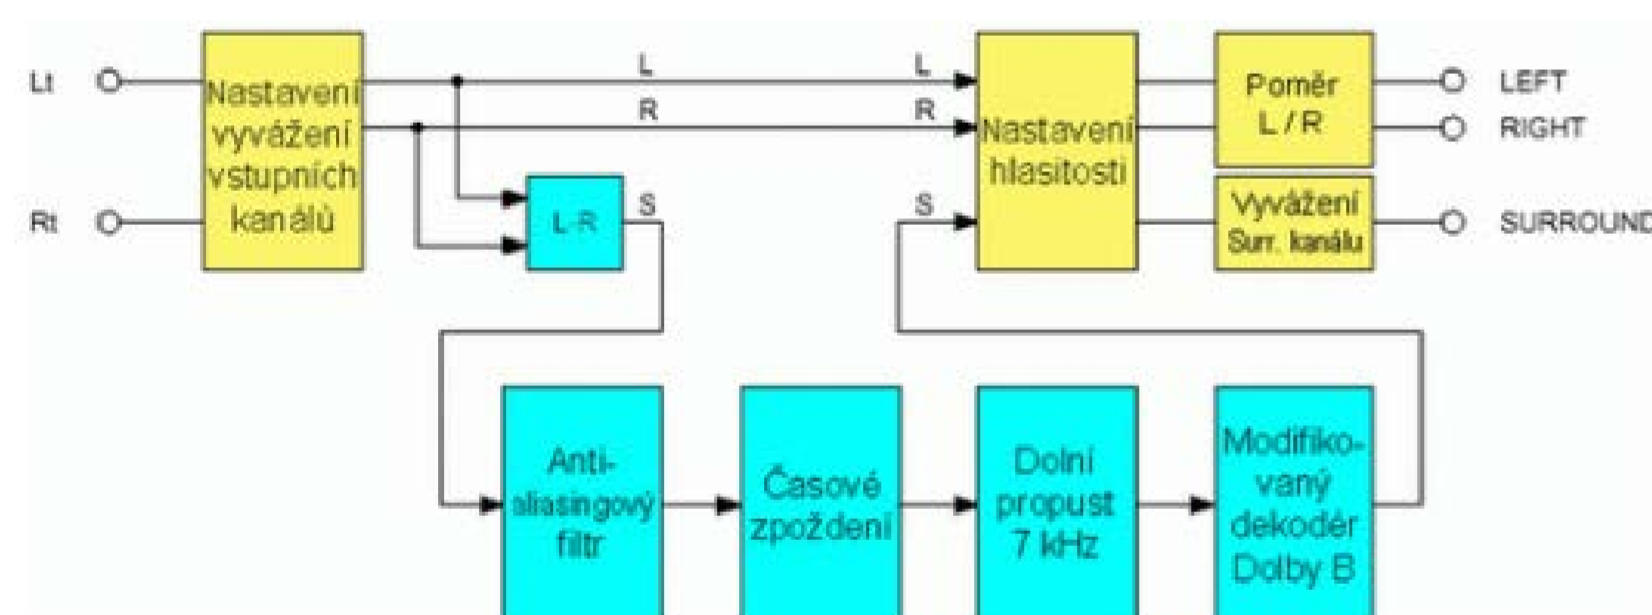 Lt
Rt
Nastavení
vyvážení
vstupních
kanálů
L
R
L-R
S
L
R
S
Nastavení
hlasitosti
Poměr
L / R
Vyvážení
Surr. kanálu
LEFT
RIGHT
SURROUND
Anti-
aliasingový
filtr
Časové
zpoždení
Dolní
propust
7 kHz
Modifiko-
vaný
dekodér
Dolby B